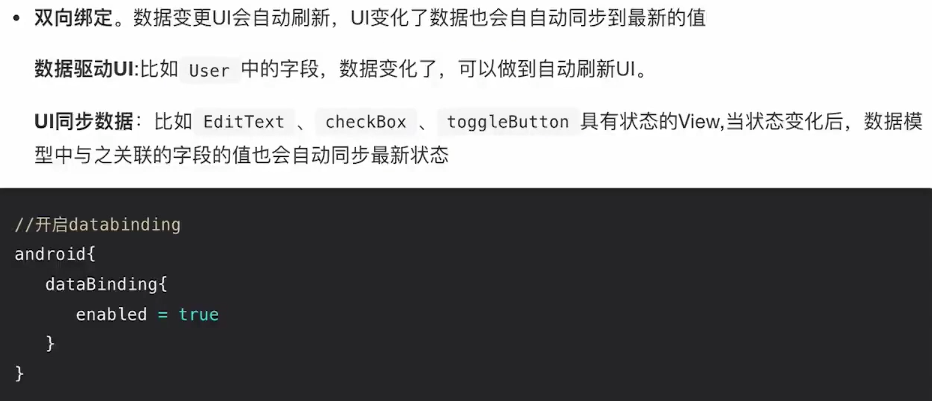 • 双向绑定。数据变更UI会自动刷新，UI变化了数据也会自自动同步到最新的值
数据驱动UI:比如 User 中的字段，数据变化了，可以做到自动刷新UI。
UI同步数据：比如 EditText 、 checkBox 、 toggleButton 具有状态的View,当状态变化后，数据模
型中与之关联的字段的值也会自动同步最新状态
//开启databinding
android{
   dataBinding{
      enabled = true
   }
}